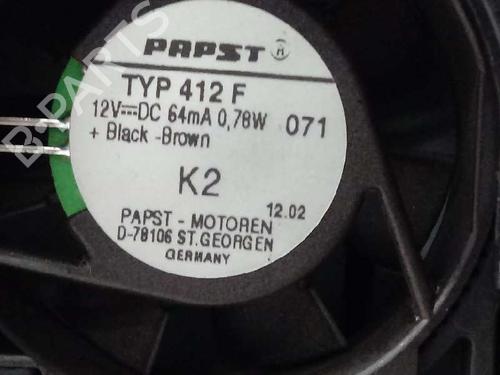 PAPST
TYP 412 F
12V⎓DC 64mA 0,78W 071
+ Black -Brown
K2
12.02
PAPST - MOTOREN
D-78106 ST.GEORGEN
GERMANY
B-PARTS